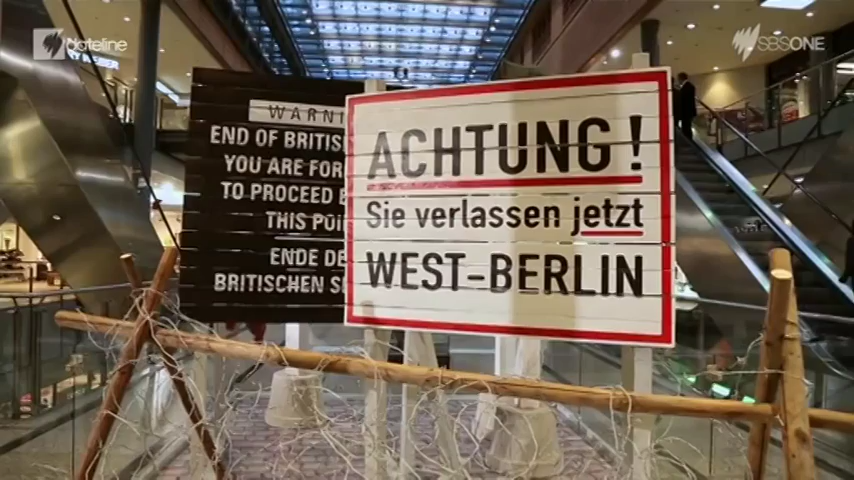 Dateline
SBS ONE
WARNI
END OF BRITIS
YOU ARE FOR
TO PROCEED B
THIS POI
ENDE DE
BRITISCHEN S
ACHTUNG!
Sie verlassen jetzt
WEST-BERLIN